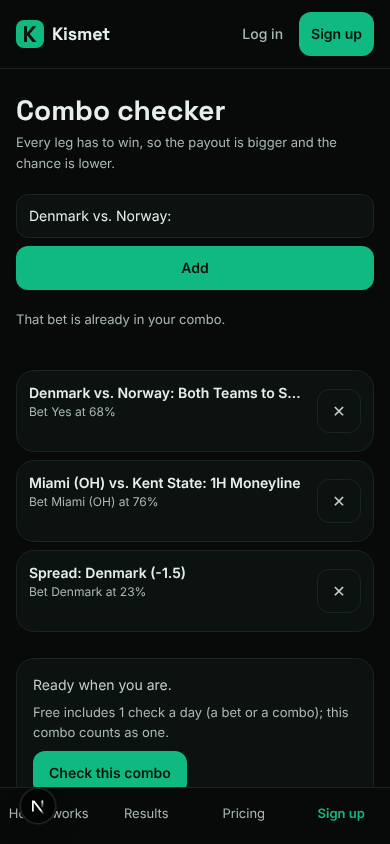 K Kismet
Log in
Sign up
Combo checker
Every leg has to win, so the payout is bigger and the
chance is lower.
Denmark vs. Norway:
Add
That bet is already in your combo.
Denmark vs. Norway: Both Teams to S...
Bet Yes at 68%
✕
Miami (OH) vs. Kent State: 1H Moneyline
Bet Miami (OH) at 76%
✕
Spread: Denmark (-1.5)
Bet Denmark at 23%
✕
Ready when you are.
Free includes 1 check a day (a bet or a combo); this
combo counts as one.
Check this combo
N
works
Results
Pricing
Sign up